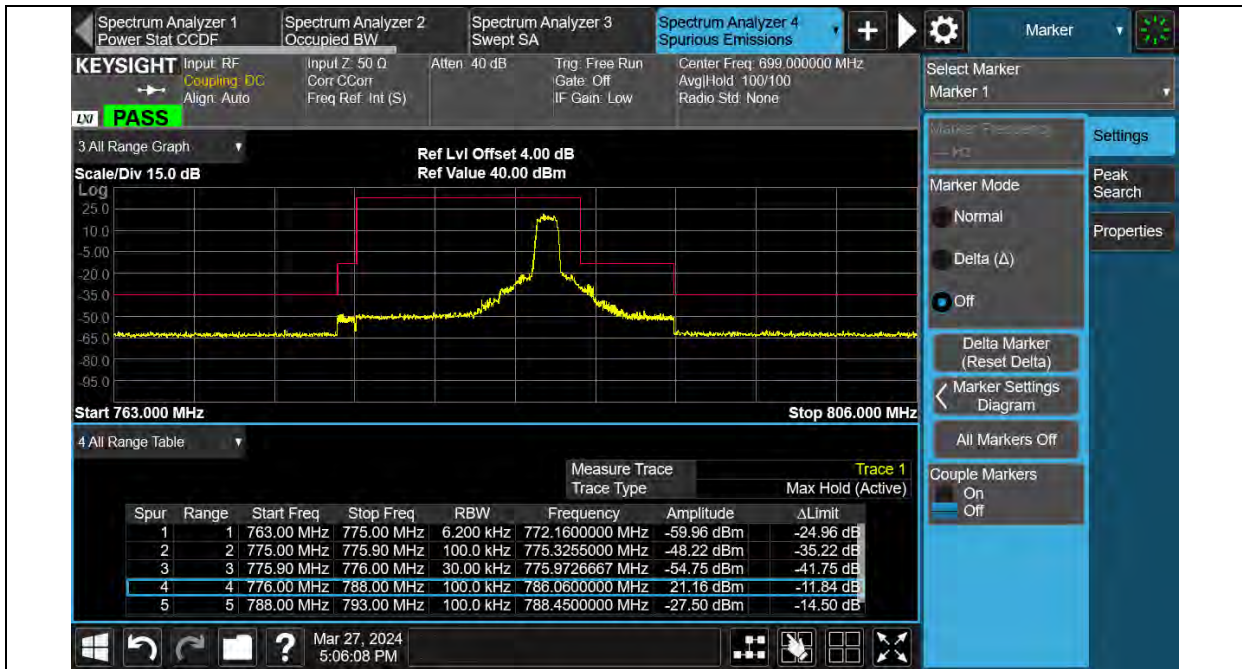 Spectrum Analyzer 1
Power Stat CCDF
Spectrum Analyzer 2
Occupied BW
Spectrum Analyzer 3
Swept SA
Spectrum Analyzer 4
Spurious Emissions
Marker
KEYSIGHT
Input: RF
Coupling: DC
Align: Auto
Input Z: 50 Ω
Corr CCorr
Freq Ref: Int (S)
Atten: 40 dB
Trig: Free Run
Gate: Off
IF Gain: Low
Center Freq: 699.000000 MHz
Avg|Hold: 100/100
Radio Std: None
LXI PASS
Select Marker
Marker 1
3 All Range Graph
Scale/Div 15.0 dB
Ref Lvl Offset 4.00 dB
Ref Value 40.00 dBm
Log
25.0
10.0
-5.00
-20.0
-35.0
-50.0
-65.0
-80.0
-95.0
Start 763.000 MHz
Stop 806.000 MHz
Marker Frequency
--- Hz
Marker Mode
Normal
Delta (Δ)
Off
Delta Marker
(Reset Delta)
Marker Settings
Diagram
All Markers Off
Couple Markers
On
Off
Settings
Peak
Search
Properties
4 All Range Table
Measure Trace Trace 1
Trace Type Max Hold (Active)
Spur Range Start Freq Stop Freq RBW Frequency Amplitude ΔLimit
1 1 763.00 MHz 775.00 MHz 6.200 kHz 772.1600000 MHz -59.96 dBm -24.96 dB
2 2 775.00 MHz 775.90 MHz 100.0 kHz 775.3255000 MHz -48.22 dBm -35.22 dB
3 3 775.90 MHz 776.00 MHz 30.00 kHz 775.9726667 MHz -54.75 dBm -41.75 dB
4 4 776.00 MHz 788.00 MHz 100.0 kHz 786.0600000 MHz 21.16 dBm -11.84 dB
5 5 788.00 MHz 793.00 MHz 100.0 kHz 788.4500000 MHz -27.50 dBm -14.50 dB
Mar 27, 2024
5:06:08 PM